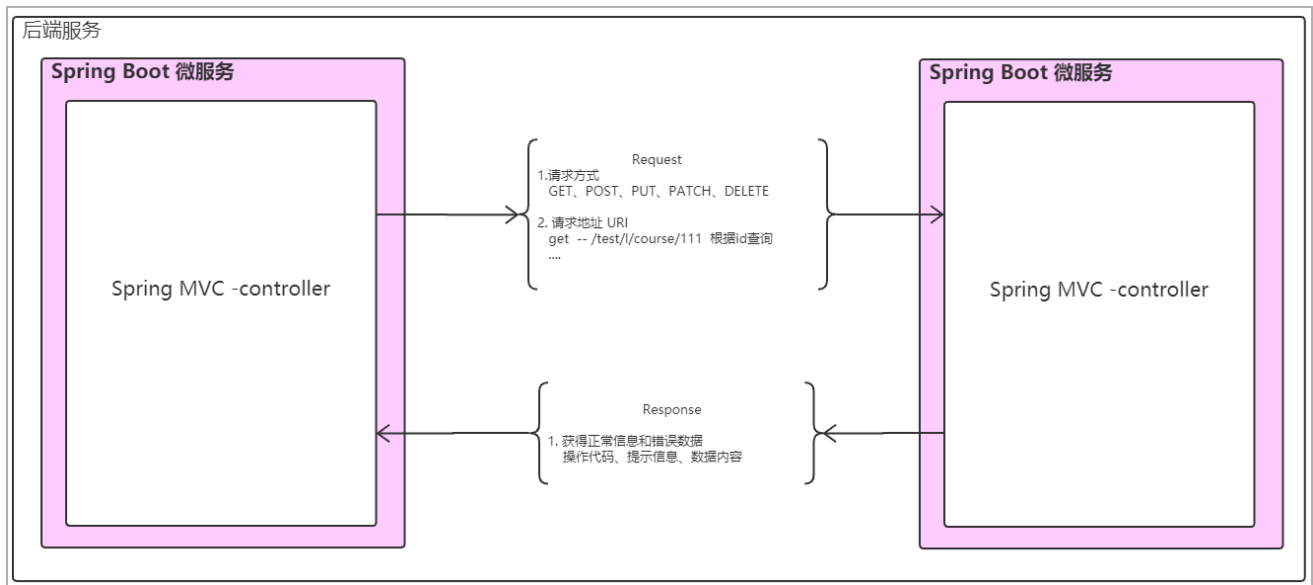 后端服务
Spring Boot 微服务
Spring MVC -controller
Request
1.请求方式
GET、POST、PUT、PATCH、DELETE
2. 请求地址 URI
get -- /test/l/course/111 根据id查询
....
Response
1. 获得正常信息和错误数据
操作代码、提示信息、数据内容
Spring Boot 微服务
Spring MVC -controller